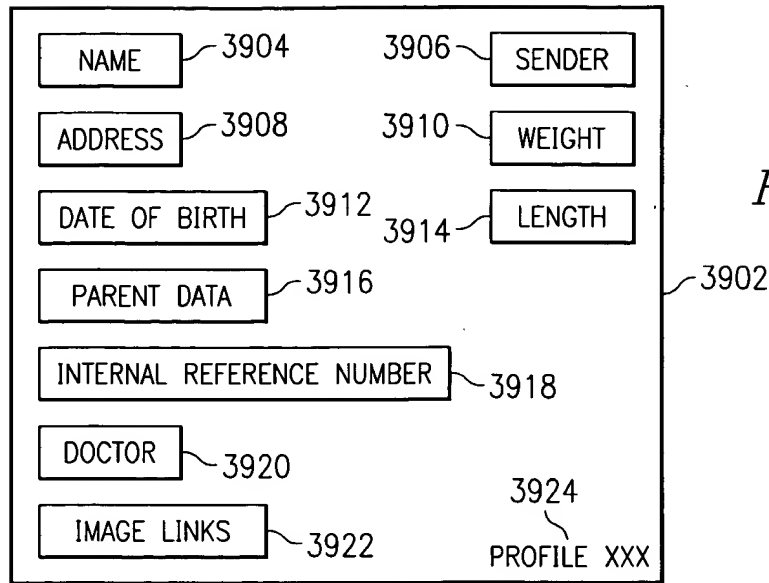 NAME 3904 3906 SENDER
ADDRESS 3908 3910 WEIGHT
DATE OF BIRTH 3912 3914 LENGTH
PARENT DATA 3916 3902
INTERNAL REFERENCE NUMBER 3918
DOCTOR 3920
3924
IMAGE LINKS 3922 PROFILE XXX